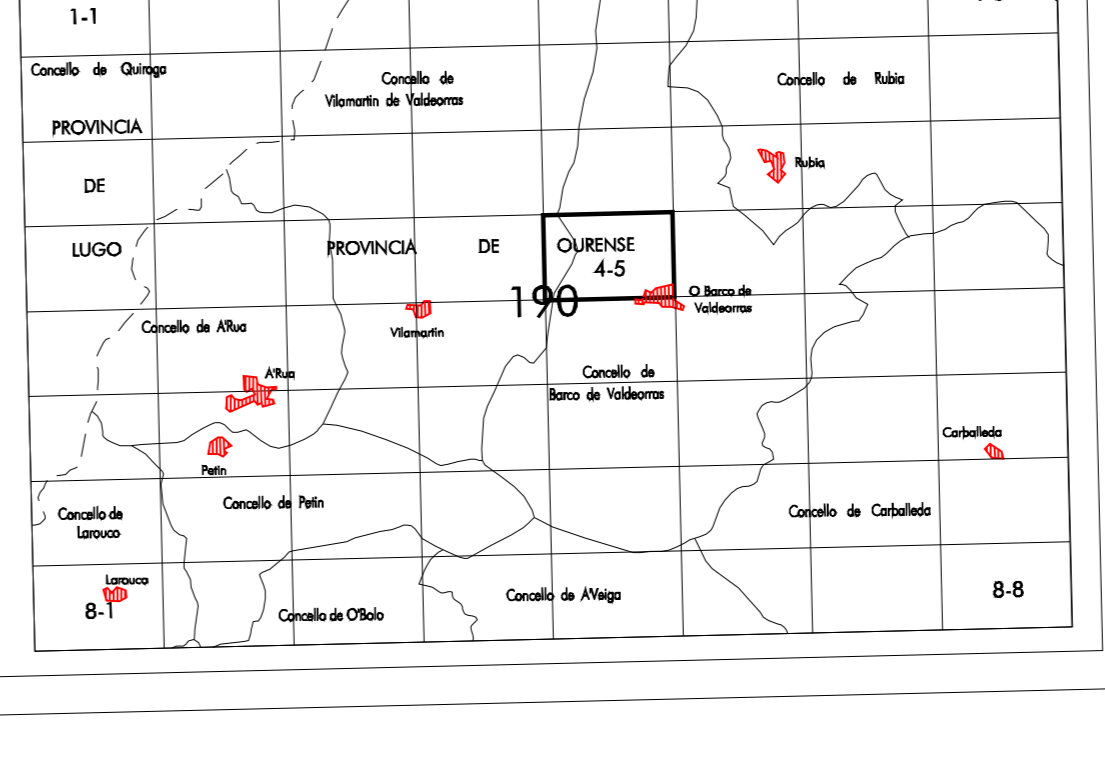 1-1
Concello de Quiroga
Concello de
Vilamartin de Valdeorras
Concello de Rubia
PROVINCIA
Rubia
DE
LUGO
PROVINCIA DE OURENSE
4-5
190
O Barco de
Valdeorras
Concello de A'Rua
Vilamartin
A'Rua
Concello de
Barco de Valdeorras
Carballeda
Petin
Concello de Petin
Concello de
Larouco
Concello de Carballeda
Larouco
8-1
Concello de O'Bolo
Concello de A'Veiga
8-8